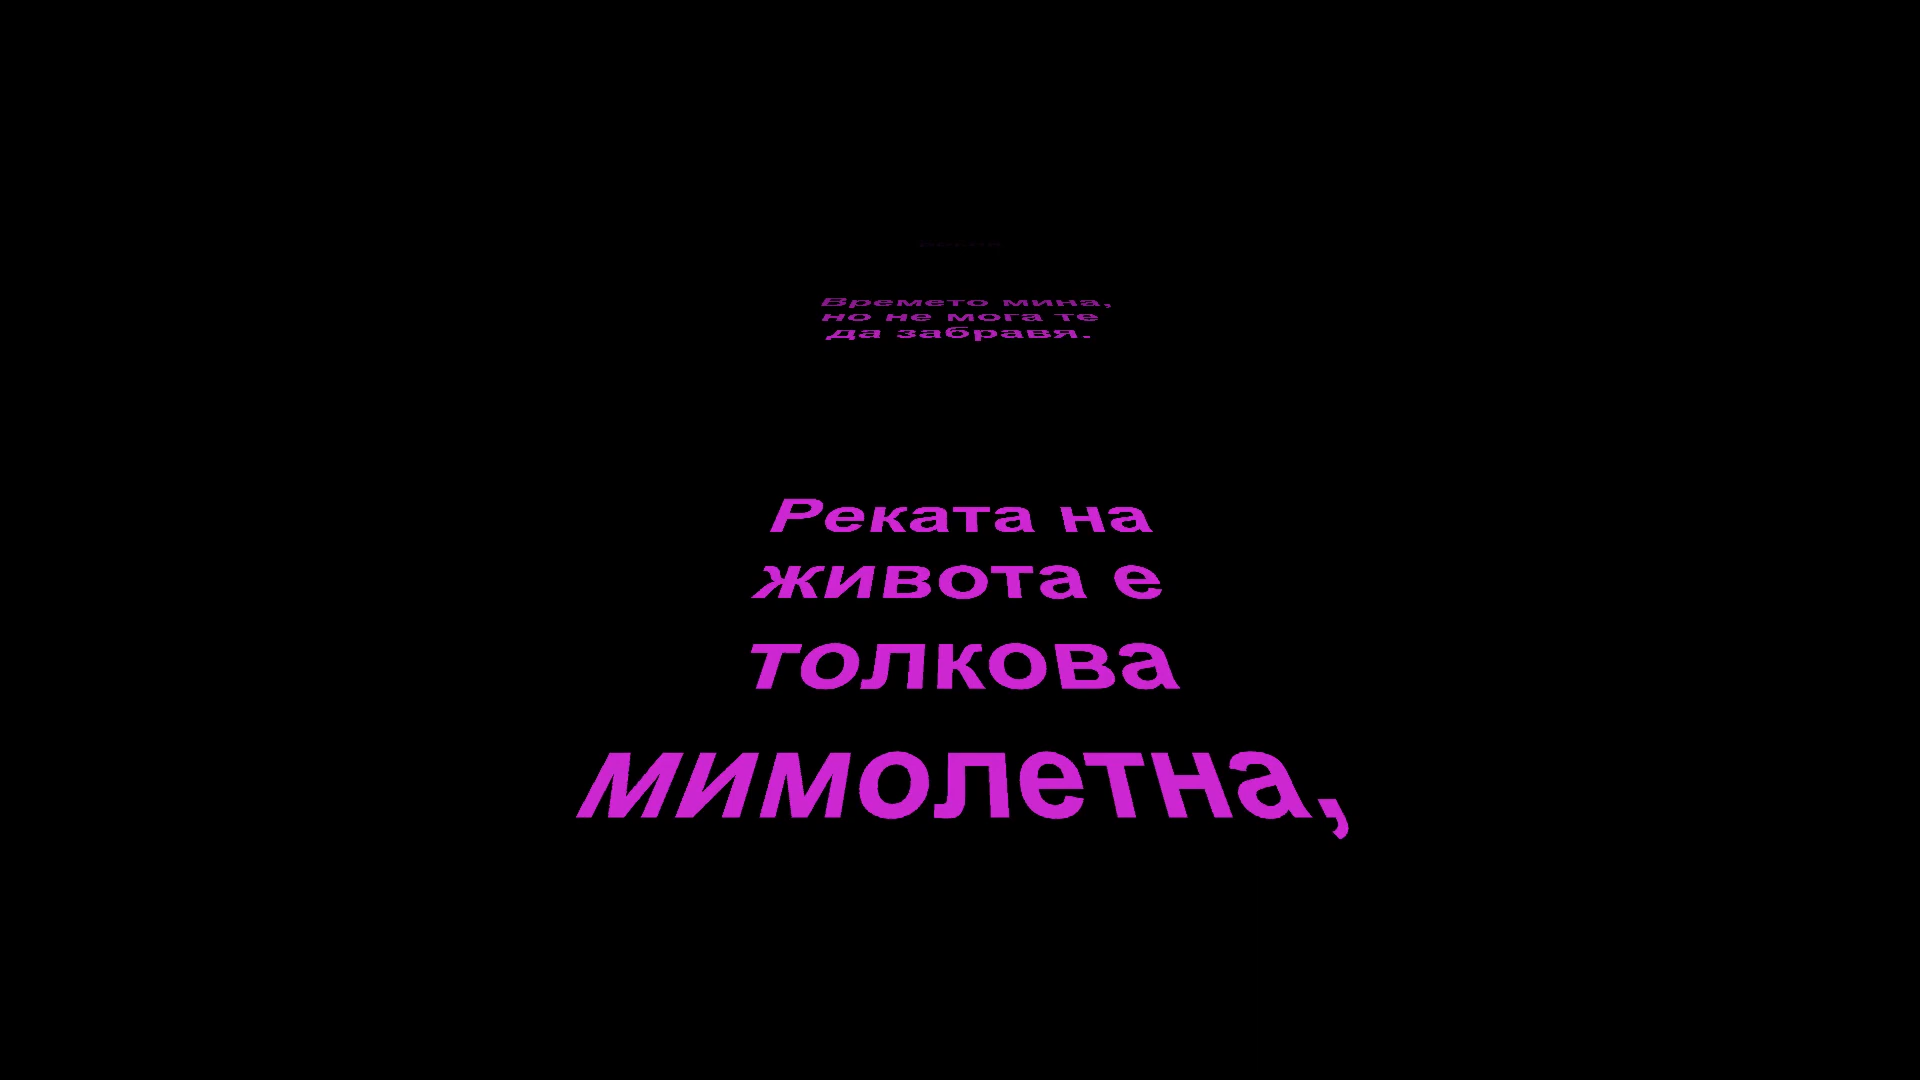 Времето мина,
но не мога те
да забравя.
Реката на
живота е
толкова
мимолетна,